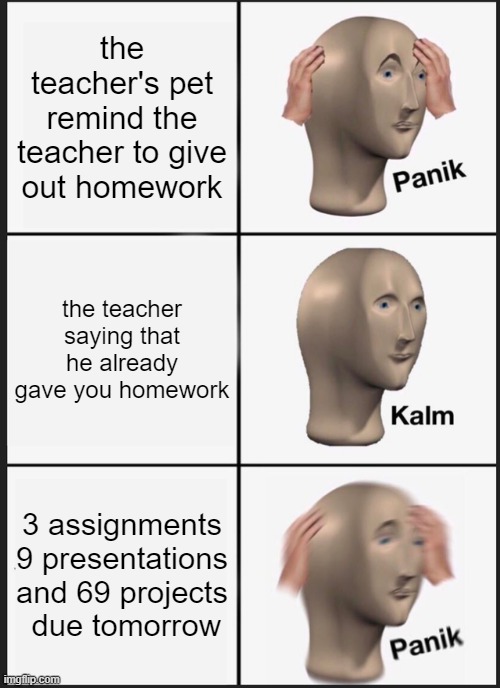 the
teacher's pet
remind the
teacher to give
out homework
Panik
the teacher
saying that
he already
gave you homework
Kalm
3 assignments
9 presentations
and 69 projects
due tomorrow
Panik
imgflip.com